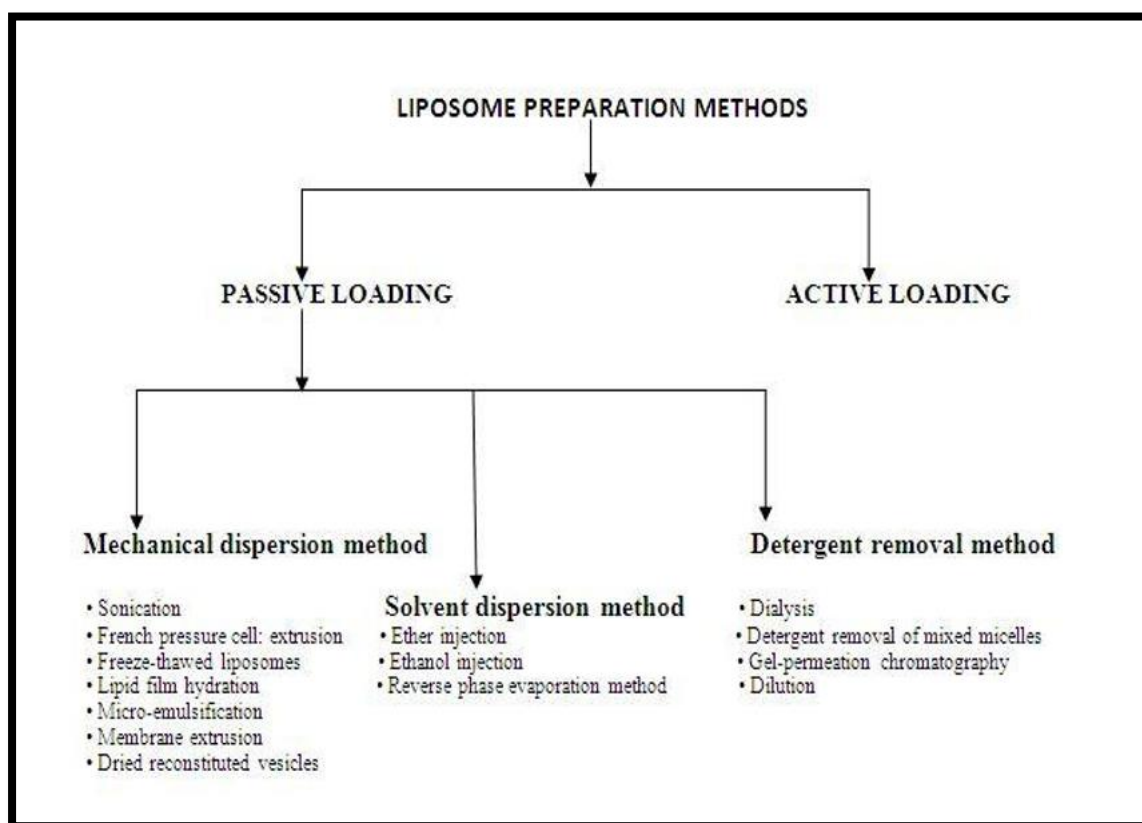 LIPOSOME PREPARATION METHODS
PASSIVE LOADING
ACTIVE LOADING
Mechanical dispersion method
• Sonication
• French pressure cell: extrusion
• Freeze-thawed liposomes
• Lipid film hydration
• Micro-emulsification
• Membrane extrusion
• Dried reconstituted vesicles
Solvent dispersion method
• Ether injection
• Ethanol injection
• Reverse phase evaporation method
Detergent removal method
• Dialysis
• Detergent removal of mixed micelles
• Gel-permeation chromatography
• Dilution